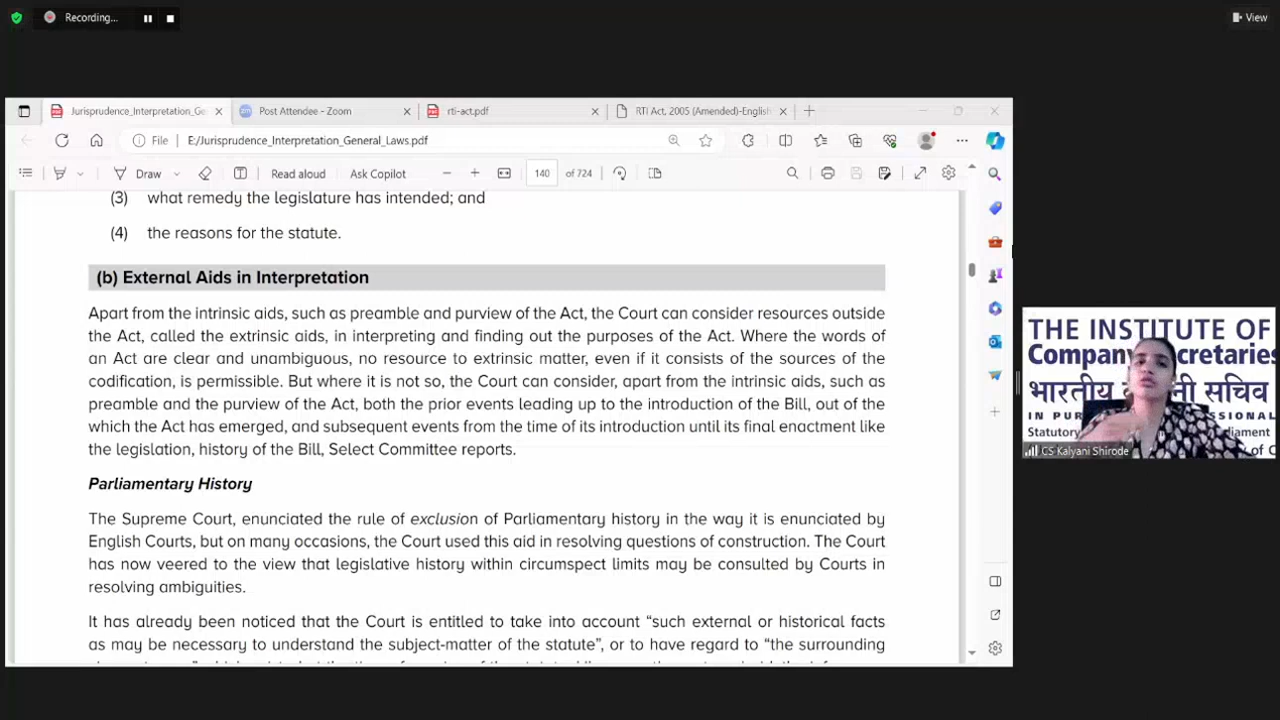 Recording...
View
Jurisprudence_Interpretation_Ge
Post Attendee - Zoom
rti-act.pdf
RTI Act, 2005 (Amended)-English
File
E:/Jurisprudence_Interpretation_General_Laws.pdf
Draw
Read aloud
Ask Copilot
140 of 724
(3) what remedy the legislature has intended; and
(4) the reasons for the statute.
(b) External Aids in Interpretation
Apart from the intrinsic aids, such as preamble and purview of the Act, the Court can consider resources outside
the Act, called the extrinsic aids, in interpreting and finding out the purposes of the Act. Where the words of
an Act are clear and unambiguous, no resource to extrinsic matter, even if it consists of the sources of the
codification, is permissible. But where it is not so, the Court can consider, apart from the intrinsic aids, such as
preamble and the purview of the Act, both the prior events leading up to the introduction of the Bill, out of the
which the Act has emerged, and subsequent events from the time of its introduction until its final enactment like
the legislation, history of the Bill, Select Committee reports.
Parliamentary History
The Supreme Court, enunciated the rule of exclusion of Parliamentary history in the way it is enunciated by
English Courts, but on many occasions, the Court used this aid in resolving questions of construction. The Court
has now veered to the view that legislative history within circumspect limits may be consulted by Courts in
resolving ambiguities.
It has already been noticed that the Court is entitled to take into account “such external or historical facts
as may be necessary to understand the subject-matter of the statute”, or to have regard to “the surrounding
THE INSTITUTE OF
Company Secretaries
भारतीय सचिव
IN PUR
Statutory
CS Kalyani Shirode